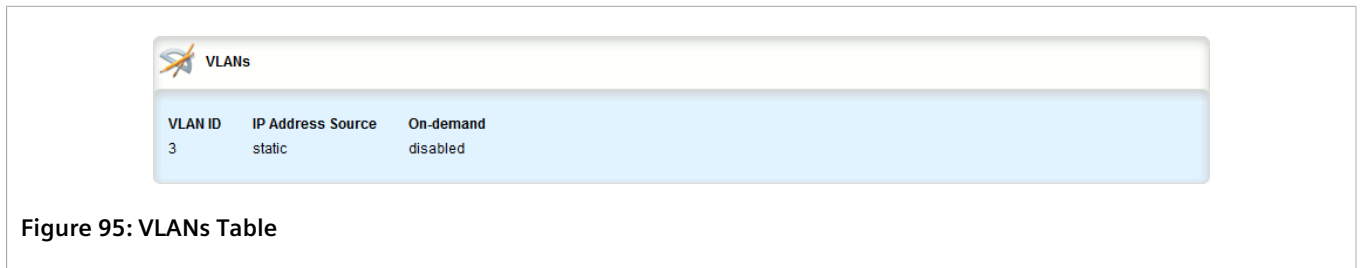 VLANs
VLAN ID IP Address Source On-demand
3 static disabled
Figure 95: VLANs Table